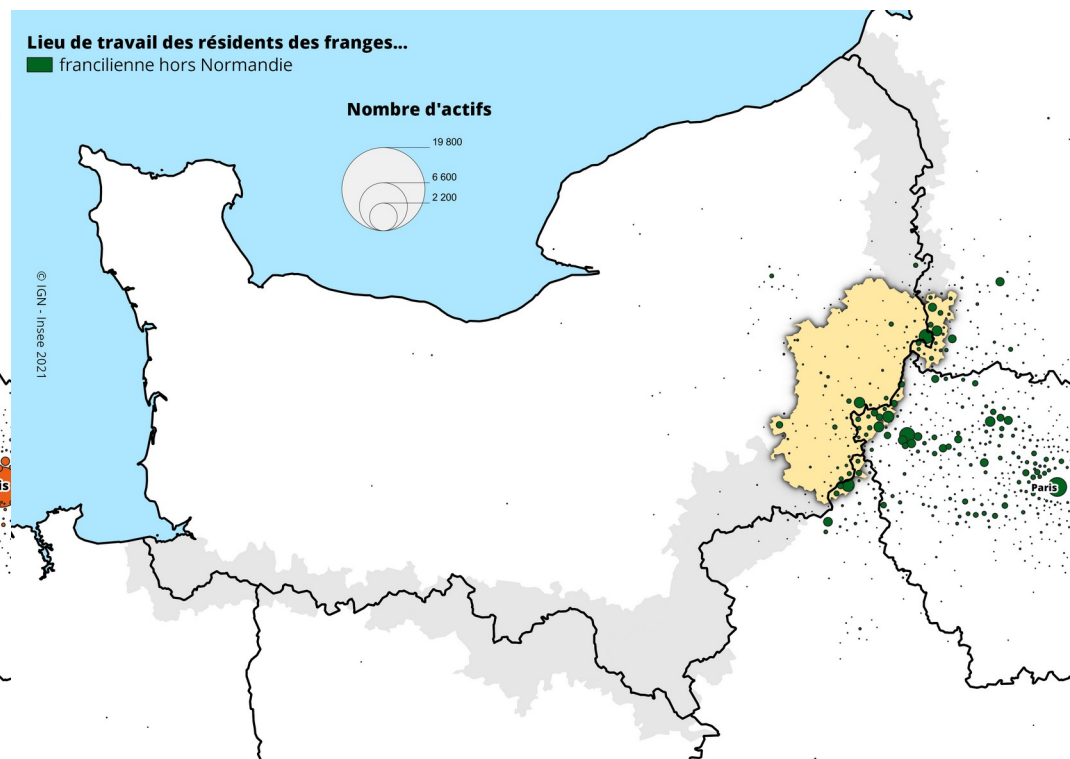 Lieu de travail des résidents des franges...
francilienne hors Normandie
Nombre d'actifs
19 800
6 600
2 200
© IGN - Insee 2021
is
Paris